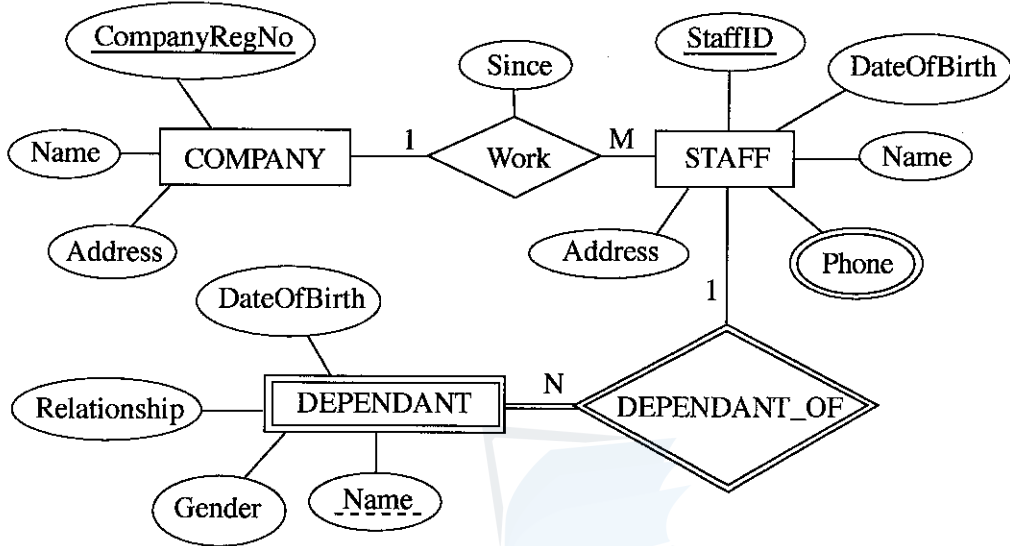 CompanyRegNo
Name
COMPANY
Address
1
Since
Work
M
StaffID
DateOfBirth
STAFF
Name
Address
Phone
1
DateOfBirth
Relationship
DEPENDANT
Gender
Name
N
DEPENDANT_OF